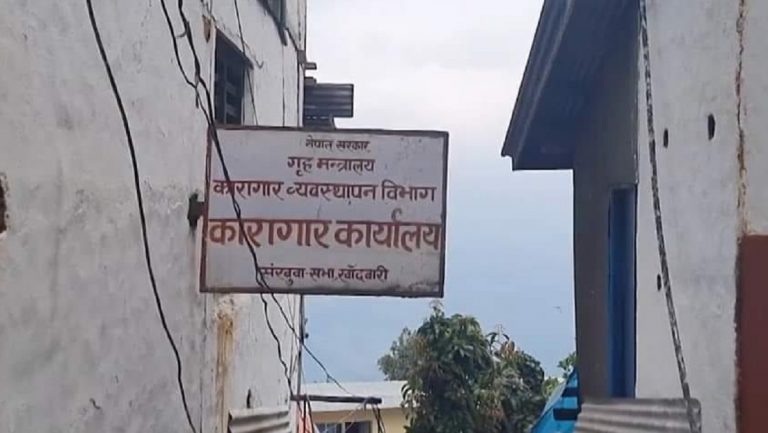 नेपाल सरकार
गृह मन्त्रालय
कारागार व्यवस्थापन विभाग
कारागार कार्यालय
संखुवा-सभा, खाँदबारी